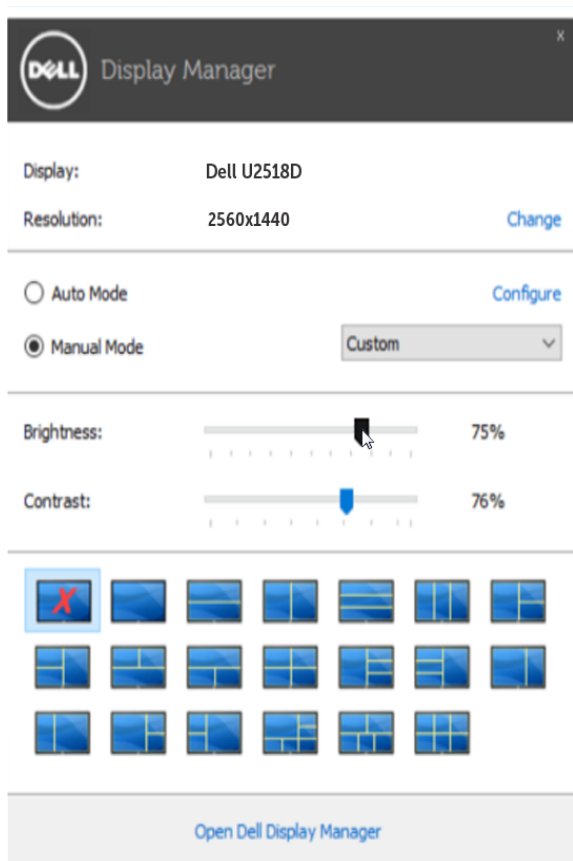 DELL Display Manager x
Display: Dell U2518D
Resolution: 2560x1440 Change
Auto Mode Configure
Manual Mode Custom
Brightness: 75%
Contrast: 76%
Open Dell Display Manager